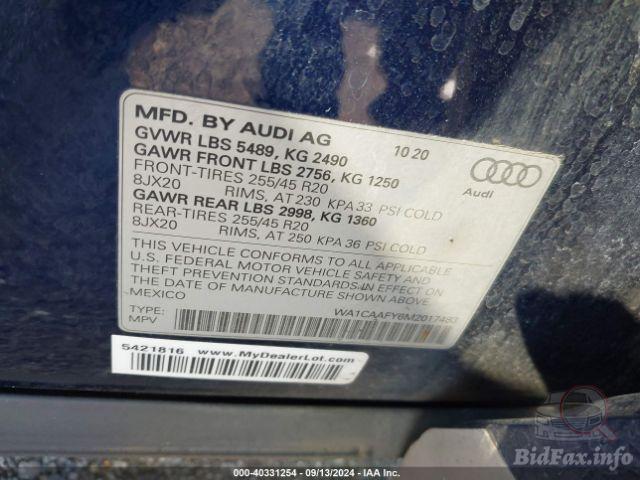 MFD. BY AUDI AG 10 20
GVWR LBS 5489, KG 2490
GAWR FRONT LBS 2756, KG 1250
FRONT-TIRES 255/45 R20
8JX20 RIMS, AT 230 KPA 33 PSI COLD
GAWR REAR LBS 2998, KG 1360
REAR-TIRES 255/45 R20
8JX20 RIMS, AT 250 KPA 36 PSI COLD
Audi
THIS VEHICLE CONFORMS TO ALL APPLICABLE
U.S. FEDERAL MOTOR VEHICLE SAFETY AND
THEFT PREVENTION STANDARDS IN EFFECT ON
THE DATE OF MANUFACTURE SHOWN ABOVE.
MEXICO
TYPE: WA1CAAFY6M2017483
MPV
5421816 www.MyDealerLot.com
000-40331254 - 09/13/2024 - IAA Inc.
BidFax.info